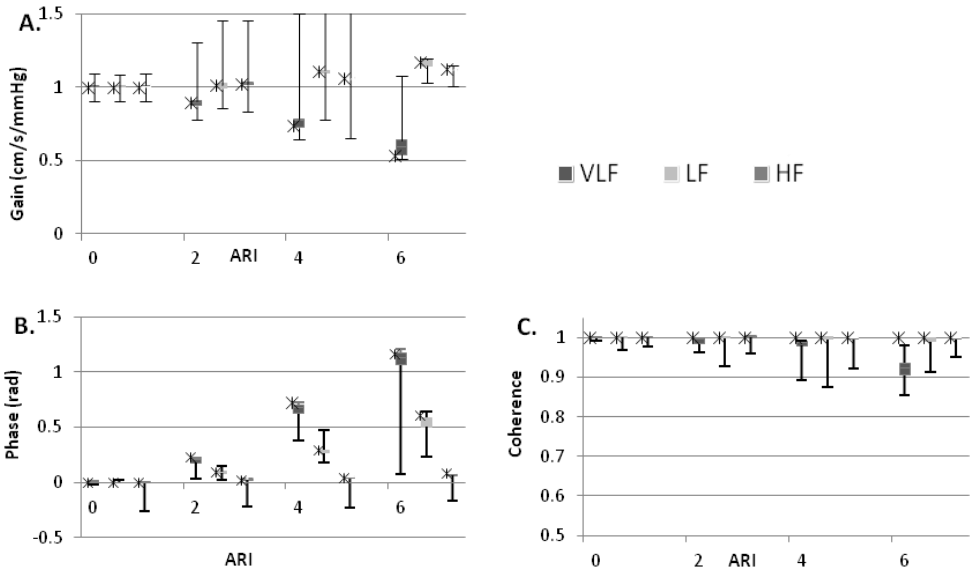 A.
Gain (cm/s/mmHg)
1.5
1
0.5
0
0 2 ARI 4 6
VLF LF HF
B.
Phase (rad)
1.5
1
0.5
0
-0.5
0 2 4 6
ARI
C.
Coherence
1
0.9
0.8
0.7
0.6
0.5
0 2 ARI 4 6